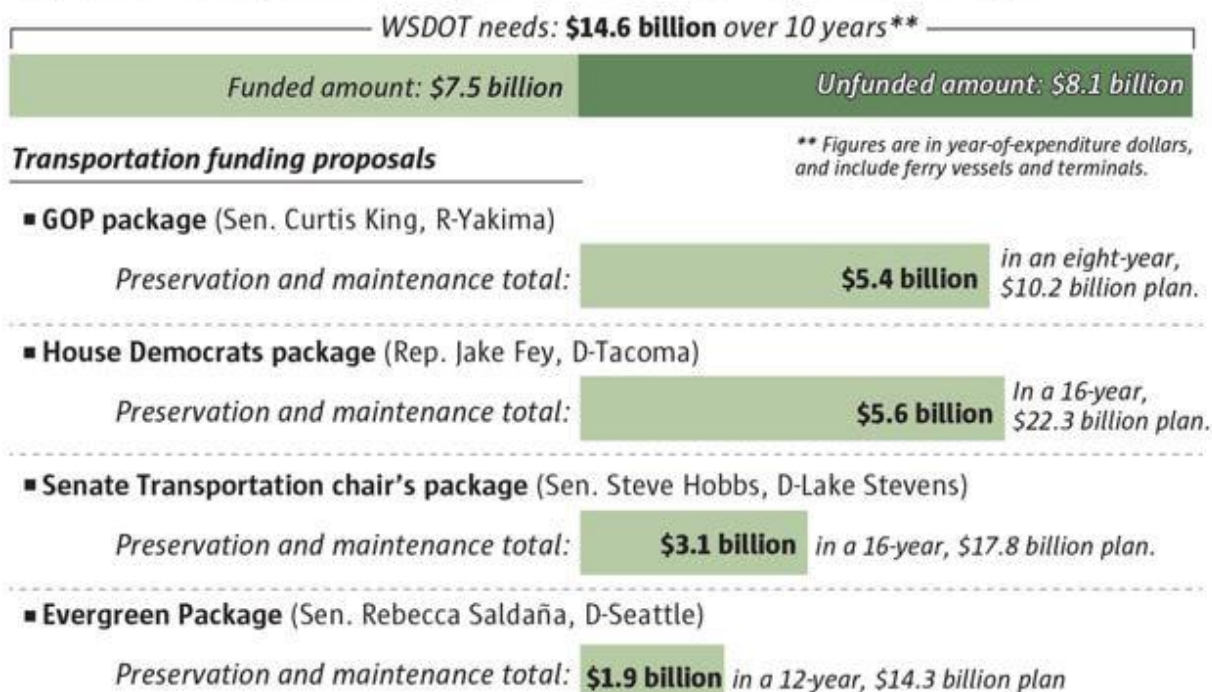 WSDOT needs: $14.6 billion over 10 years**
Funded amount: $7.5 billion
Unfunded amount: $8.1 billion
** Figures are in year-of-expenditure dollars,
and include ferry vessels and terminals.
Transportation funding proposals
■ GOP package (Sen. Curtis King, R-Yakima)
Preservation and maintenance total:
$5.4 billion
in an eight-year,
$10.2 billion plan.
■ House Democrats package (Rep. Jake Fey, D-Tacoma)
Preservation and maintenance total:
$5.6 billion
In a 16-year,
$22.3 billion plan.
■ Senate Transportation chair's package (Sen. Steve Hobbs, D-Lake Stevens)
Preservation and maintenance total:
$3.1 billion
in a 16-year, $17.8 billion plan.
■ Evergreen Package (Sen. Rebecca Saldaña, D-Seattle)
Preservation and maintenance total:
$1.9 billion
in a 12-year, $14.3 billion plan